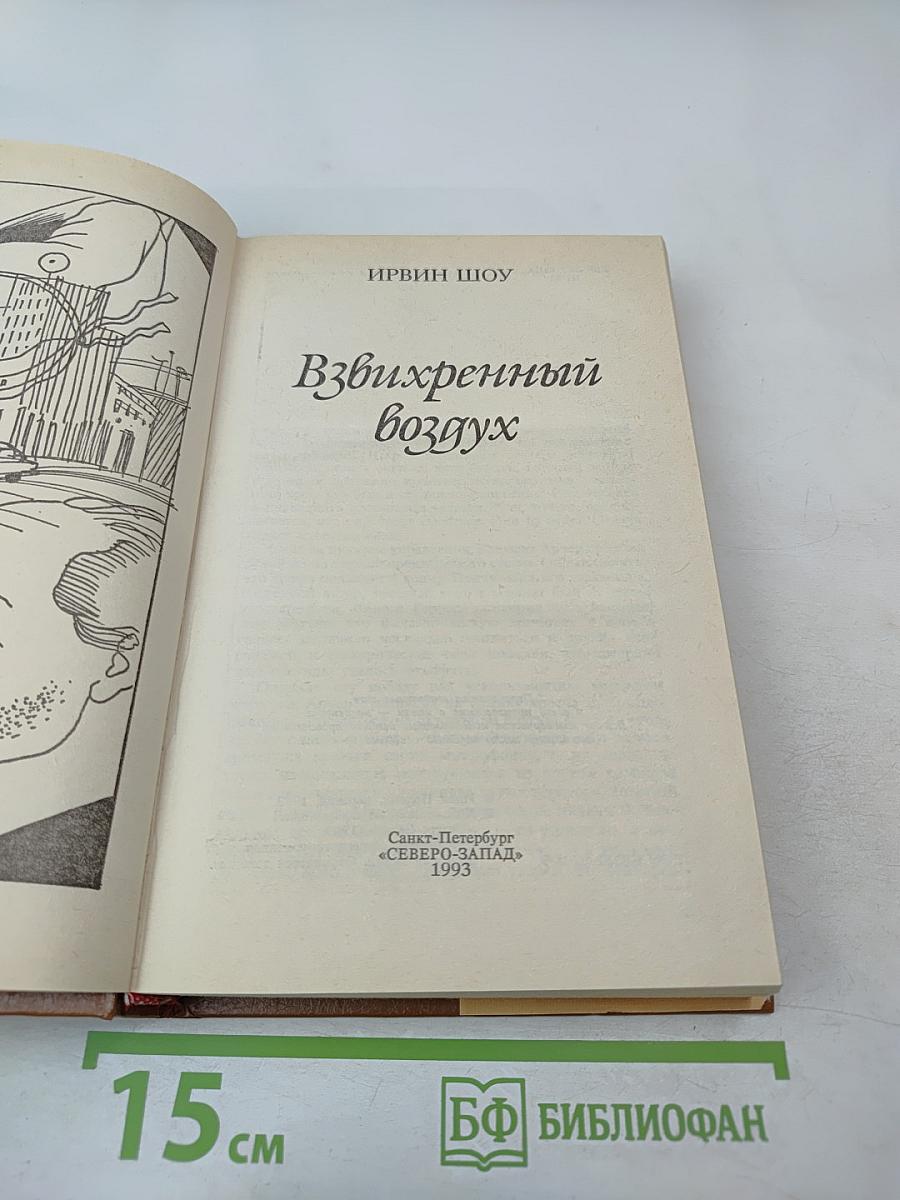 ИРВИН ШОУ
Взвихренный
воздух
Санкт-Петербург
«СЕВЕРО-ЗАПАД»
1993
15 см
БФ БИБЛИОФАН